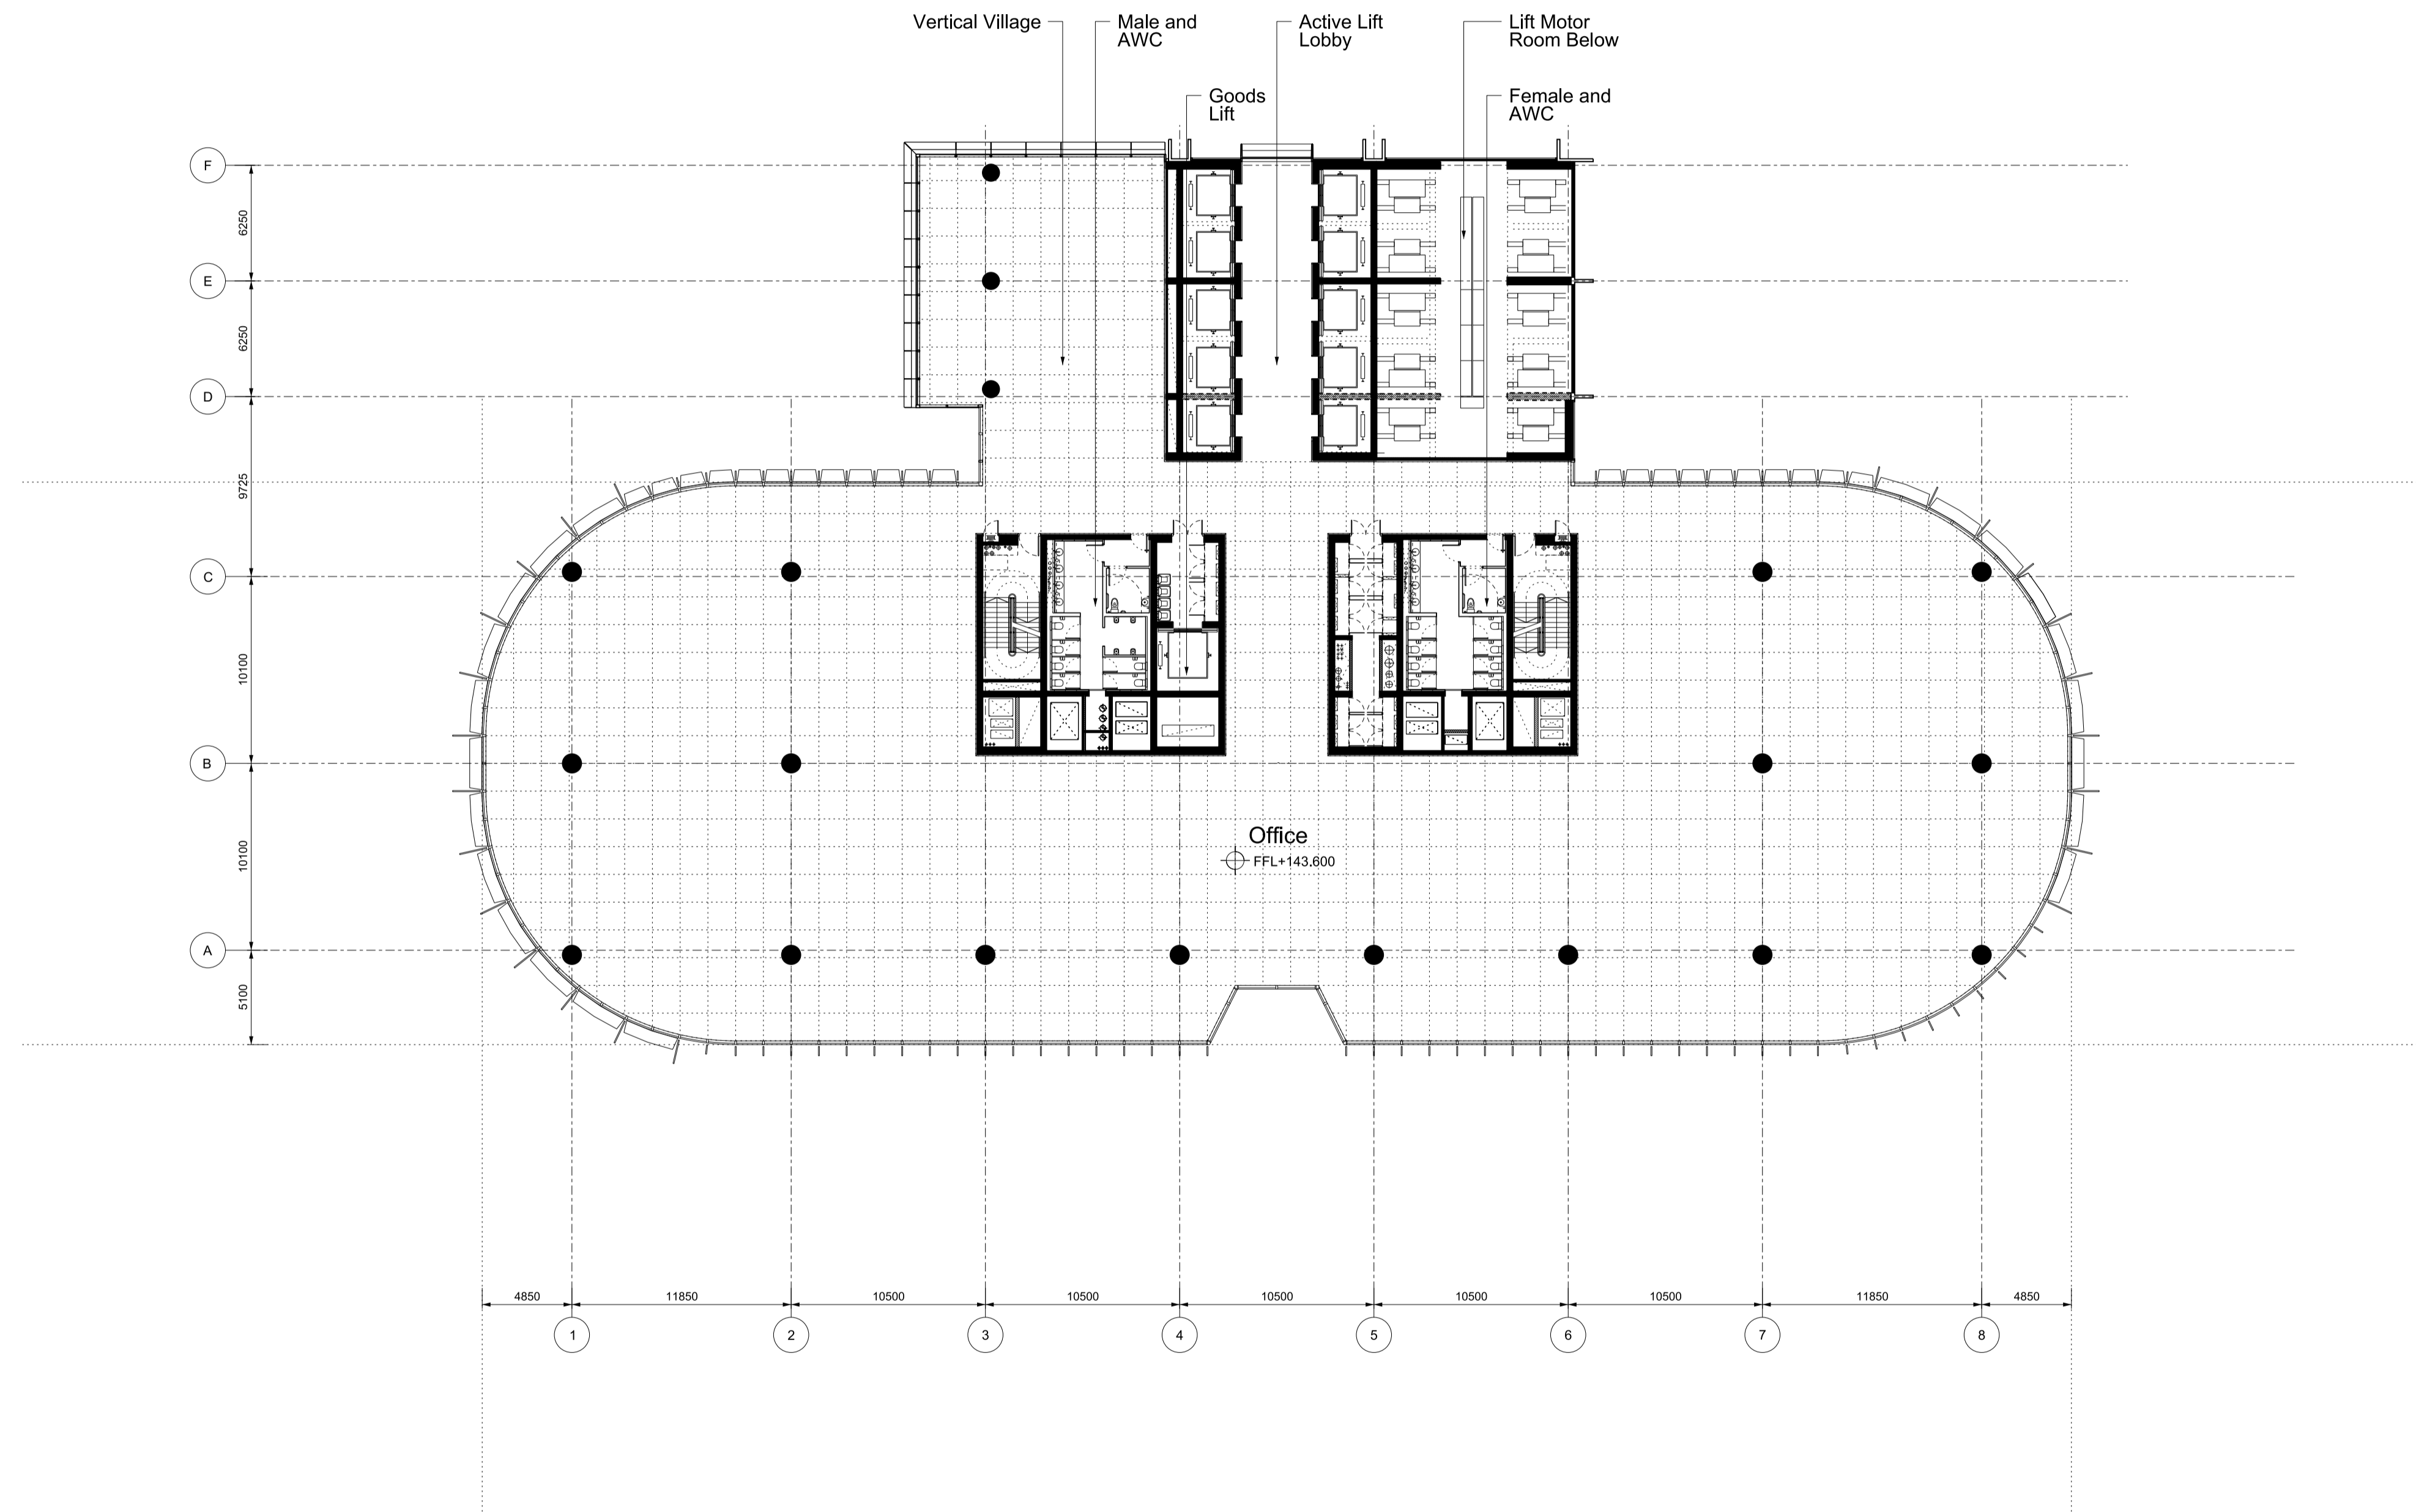 Vertical Village
Male and
AWC
Active Lift
Lobby
Lift Motor
Room Below
Goods
Lift
Female and
AWC
F
6250
E
6250
D
9725
C
10100
B
10100
A
5100
Office
FFL+143.600
4850
11850
10500
10500
10500
10500
10500
11850
4850
1
2
3
4
5
6
7
8